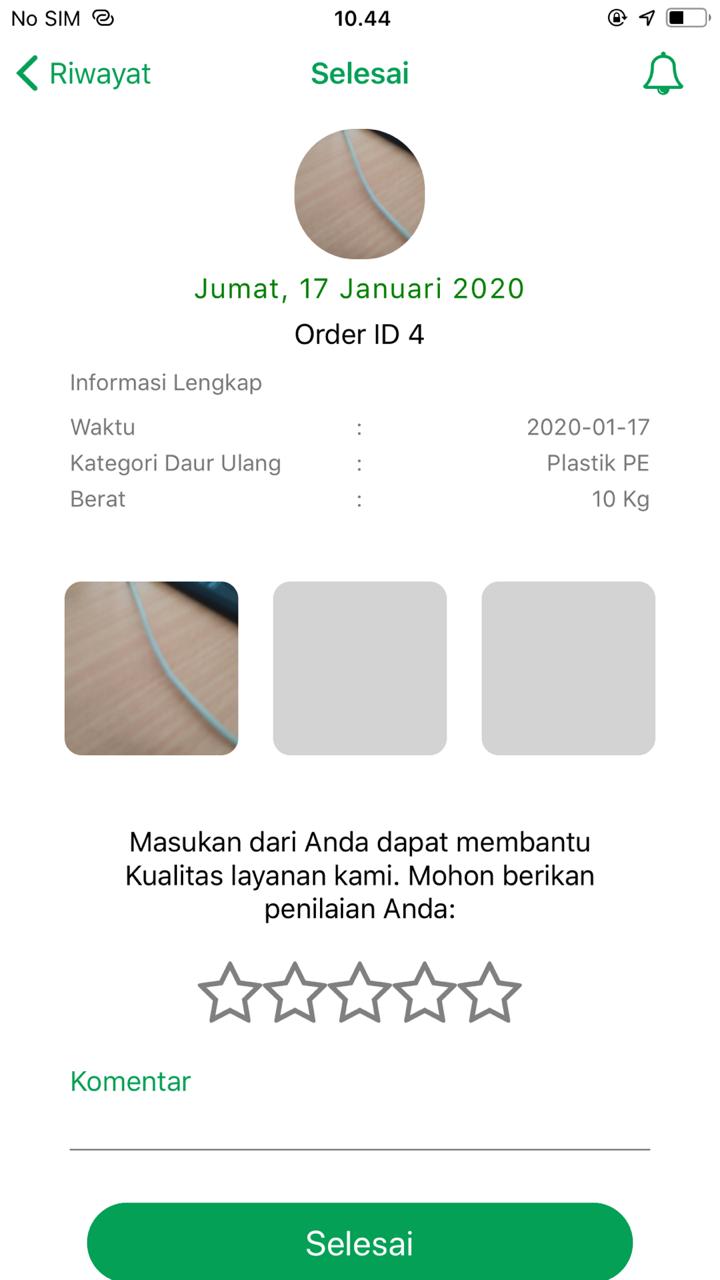 No SIM 10.44
Riwayat Selesai
Jumat, 17 Januari 2020
Order ID 4
Informasi Lengkap
Waktu : 2020-01-17
Kategori Daur Ulang : Plastik PE
Berat : 10 Kg
Masukan dari Anda dapat membantu
Kualitas layanan kami. Mohon berikan
penilaian Anda:
Komentar
Selesai